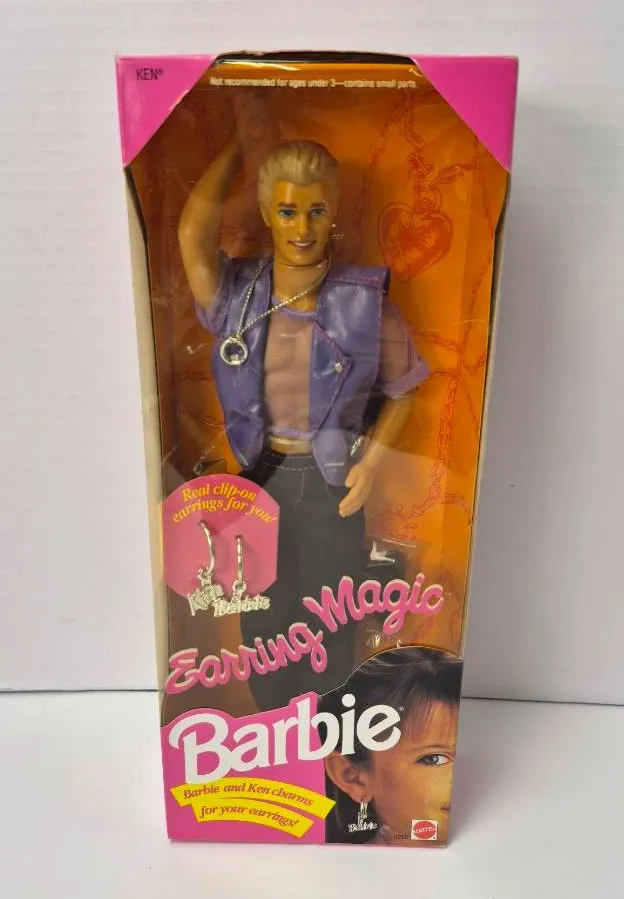 KEN®
Not recommended for ages under 3—contains small parts.
Real clip-on
earrings for you!
Ken
Barbie
Earring Magic
Barbie®
Barbie and Ken charms
for your earrings!
Barbie
MATTEL